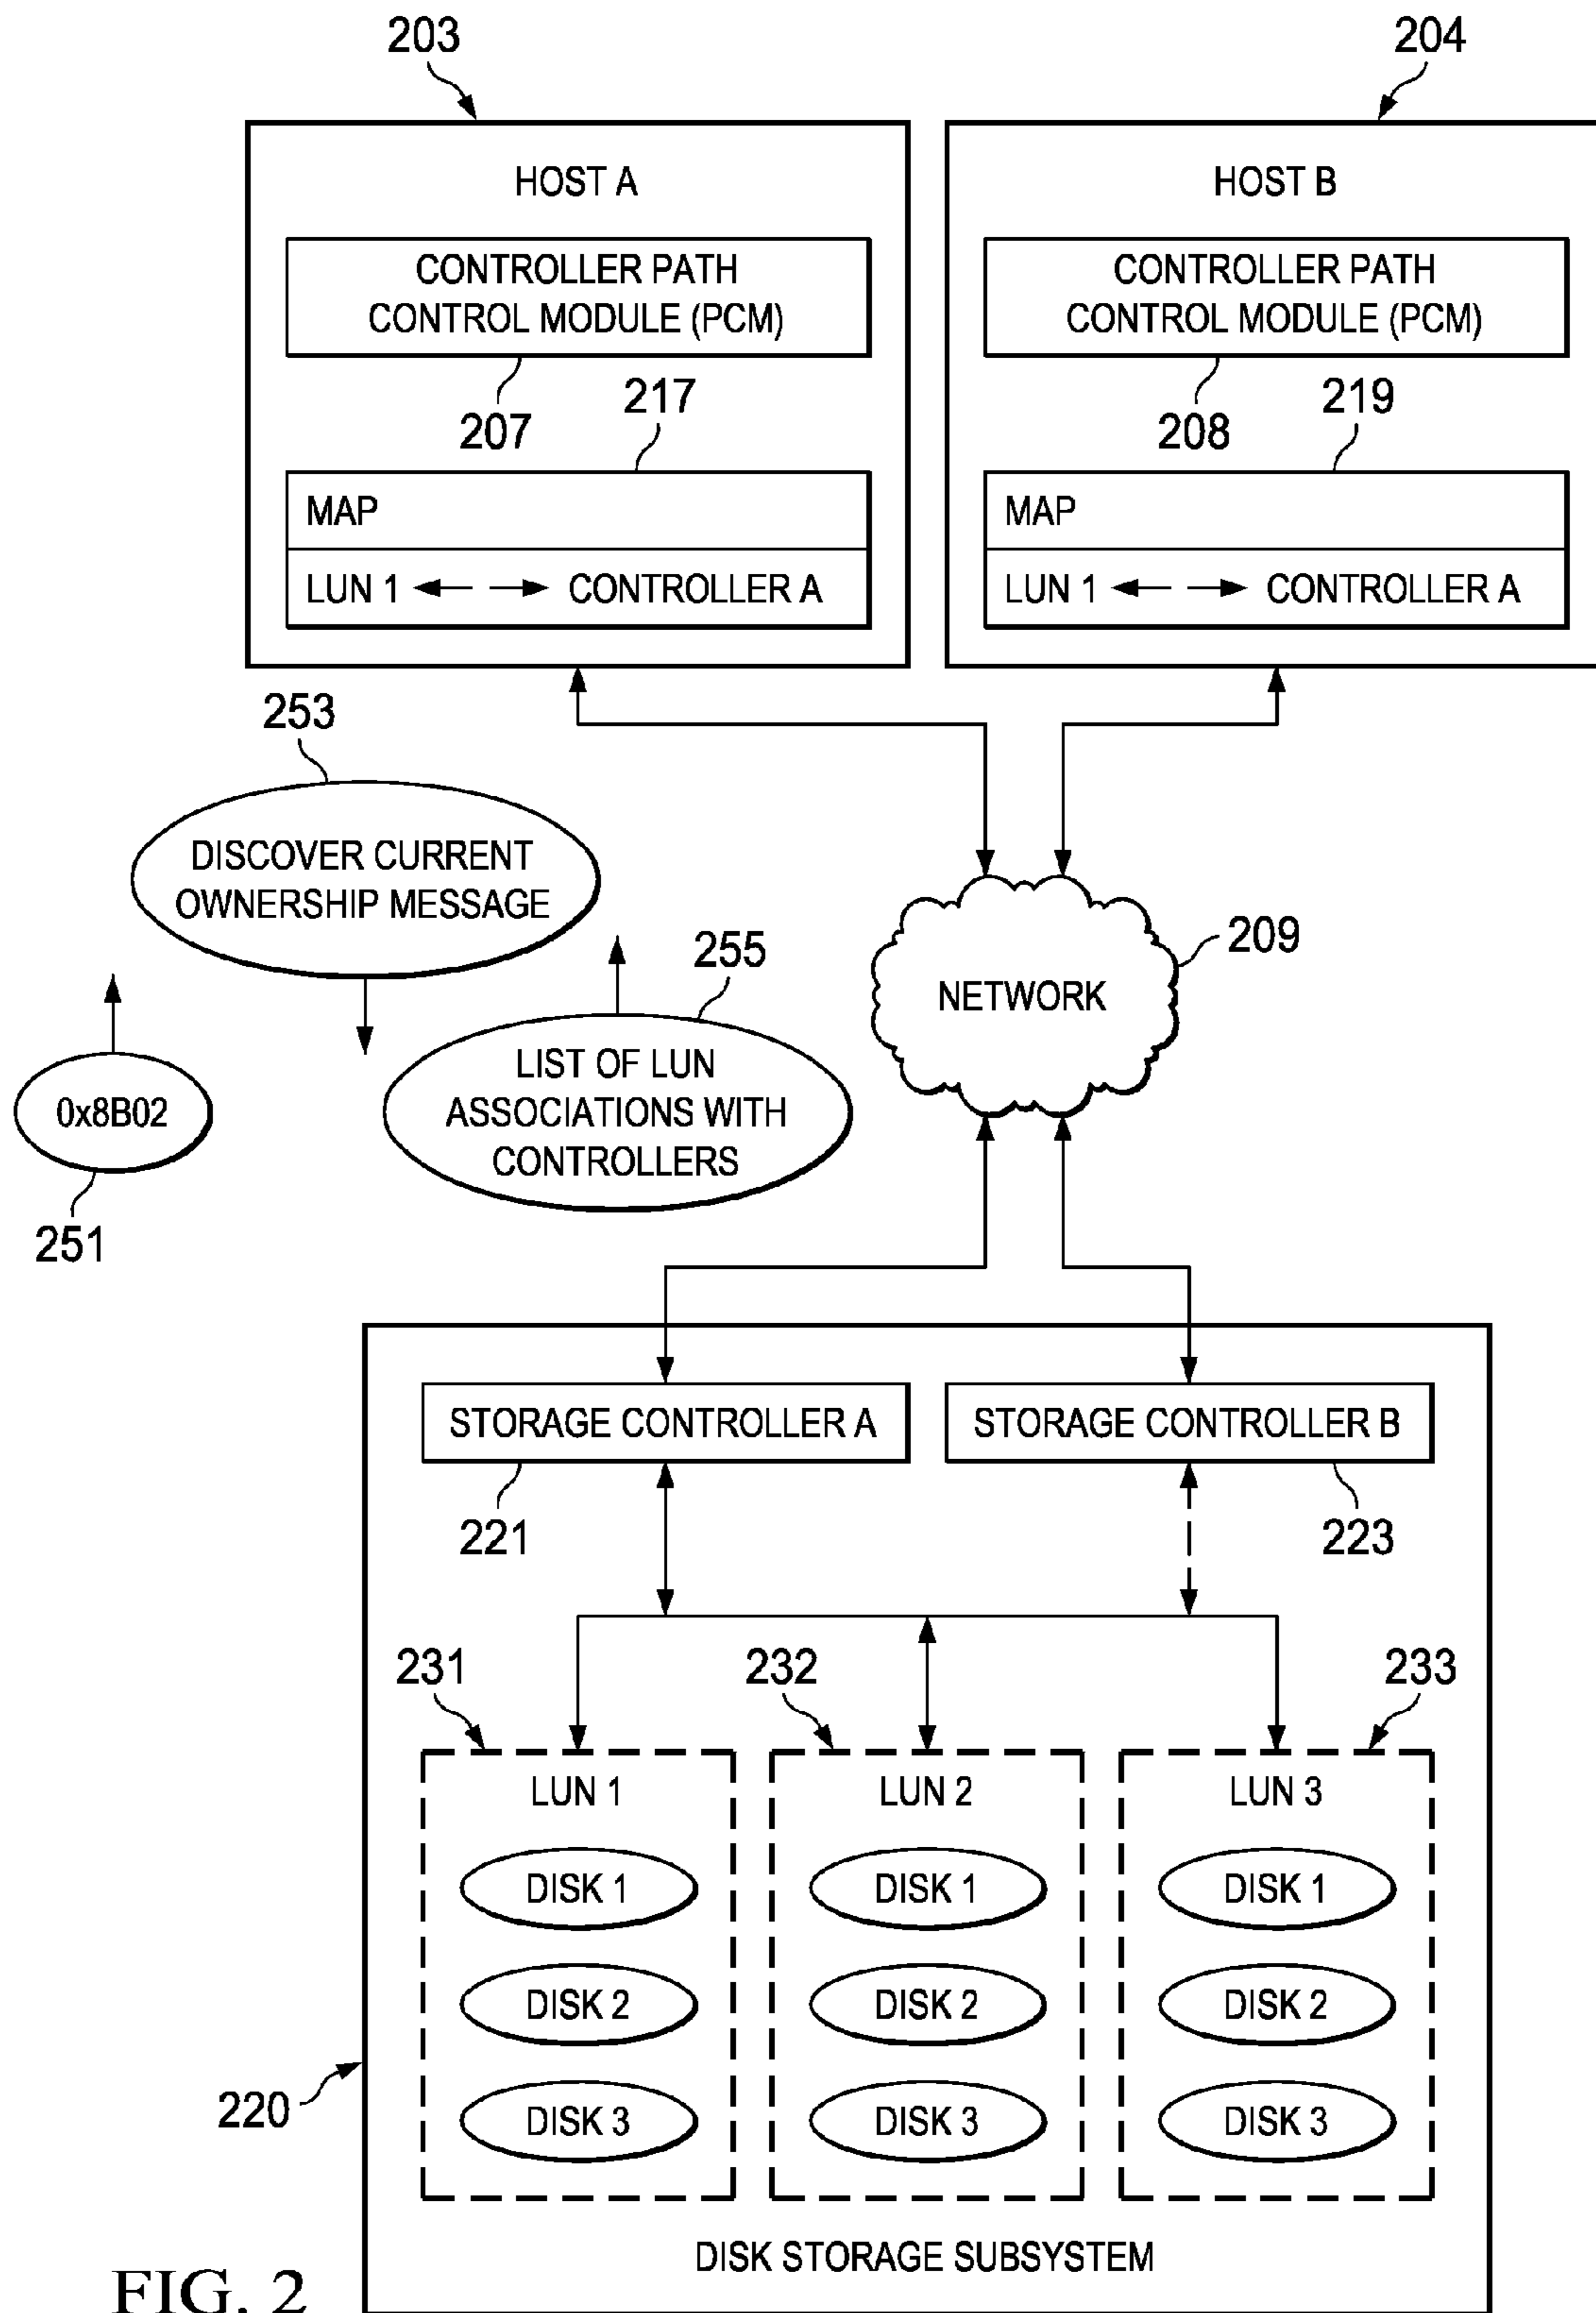 203
204
HOST A
CONTROLLER PATH
CONTROL MODULE (PCM)
207
217
MAP
LUN 1 CONTROLLER A
HOST B
CONTROLLER PATH
CONTROL MODULE (PCM)
208
219
MAP
LUN 1 CONTROLLER A
253
DISCOVER CURRENT
OWNERSHIP MESSAGE
255
LIST OF LUN
ASSOCIATIONS WITH
CONTROLLERS
0x8B02
251
209
NETWORK
STORAGE CONTROLLER A
221
STORAGE CONTROLLER B
223
231
232
233
LUN 1
DISK 1
DISK 2
DISK 3
LUN 2
DISK 1
DISK 2
DISK 3
LUN 3
DISK 1
DISK 2
DISK 3
220
DISK STORAGE SUBSYSTEM
FIG. 2